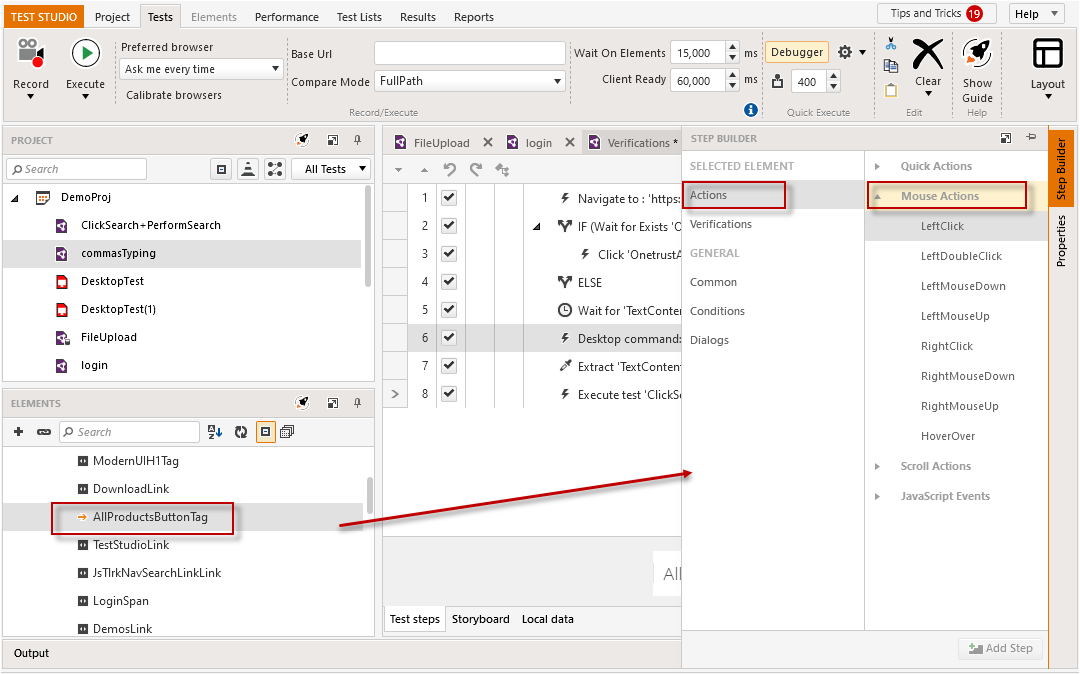 TEST STUDIO Project Tests Elements Performance Test Lists Results Reports Tips and Tricks 19 Help
Record
Execute
Preferred browser
Ask me every time
Calibrate browsers
Base Url
Compare Mode FullPath
Record/Execute
Wait On Elements 15,000 ms
Client Ready 60,000 ms
Debugger
400
Quick Execute
Clear
Edit
Show
Guide
Help
Layout
PROJECT
Search
All Tests
DemoProj
ClickSearch+PerformSearch
commasTyping
DesktopTest
DesktopTest(1)
FileUpload
login
ELEMENTS
Search
ModernUIH1Tag
DownloadLink
AllProductsButtonTag
TestStudioLink
JsTlrkNavSearchLinkLink
LoginSpan
DemosLink
FileUpload login Verifications *
1 Navigate to : 'https:
2 IF (Wait for Exists 'O
3 Click 'OnetrustA
4 ELSE
5 Wait for 'TextConten
6 Desktop command:
7 Extract 'TextContent
8 Execute test 'ClickSe
All
Test steps Storyboard Local data
STEP BUILDER
SELECTED ELEMENT
Actions
Verifications
GENERAL
Common
Conditions
Dialogs
Quick Actions
Mouse Actions
LeftClick
LeftDoubleClick
LeftMouseDown
LeftMouseUp
RightClick
RightMouseDown
RightMouseUp
HoverOver
Scroll Actions
JavaScript Events
Add Step
Step Builder
Properties
Output